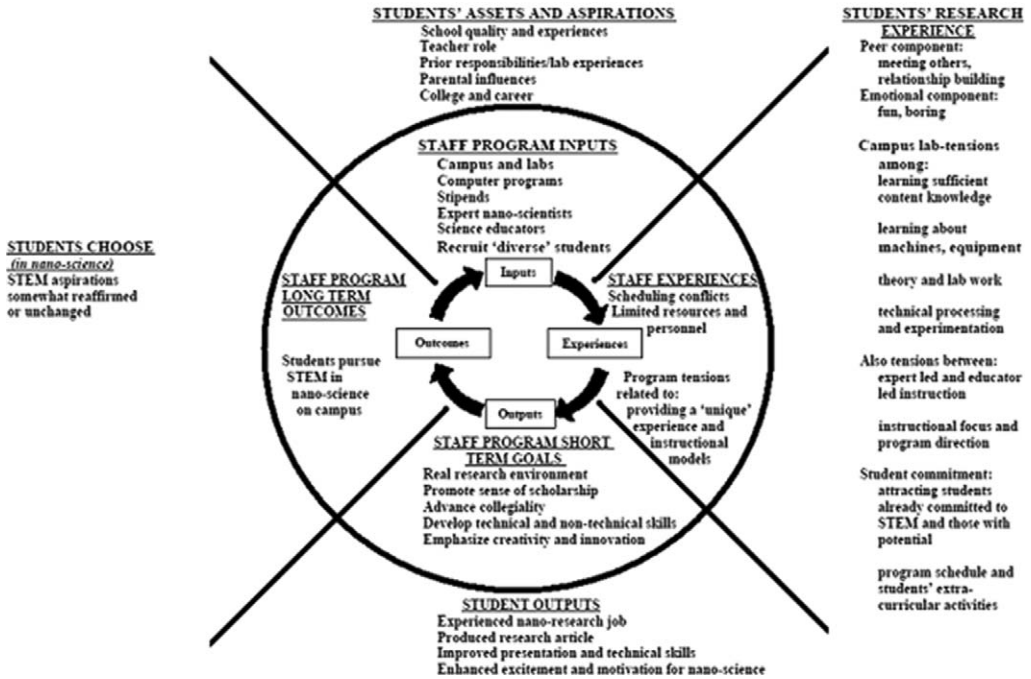 STUDENTS' ASSETS AND ASPIRATIONS
School quality and experiences
Teacher role
Prior responsibilities/lab experiences
Parental influences
College and career
STUDENTS' RESEARCH
EXPERIENCE
Peer component:
meeting others,
relationship building
Emotional component:
fun, boring
Campus lab-tensions
among:
learning sufficient
content knowledge
learning about
machines, equipment
theory and lab work
technical processing
and experimentation
Also tensions between:
expert led and educator
led instruction
instructional focus and
program direction
Student commitment:
attracting students
already committed to
STEM and those with
potential
program schedule and
students' extra-
curricular activities
STAFF PROGRAM INPUTS
Campus and labs
Computer programs
Stipends
Expert nano-scientists
Science educators
Recruit 'diverse' students
STUDENTS CHOOSE
(in nano-science)
STEM aspirations
somewhat reaffirmed
or unchanged
STAFF PROGRAM
LONG TERM
OUTCOMES
Students pursue
STEM in
nano-science
on campus
Inputs
Experiences
Outputs
Outcomes
STAFF EXPERIENCES
Scheduling conflicts
Limited resources and
personnel
Program tensions
related to:
providing a 'unique'
experience and
instructional
models
STAFF PROGRAM SHORT
TERM GOALS
Real research environment
Promote sense of scholarship
Advance collegiality
Develop technical and non-technical skills
Emphasize creativity and innovation
STUDENT OUTPUTS
Experienced nano-research job
Produced research article
Improved presentation and technical skills
Enhanced excitement and motivation for nano-science